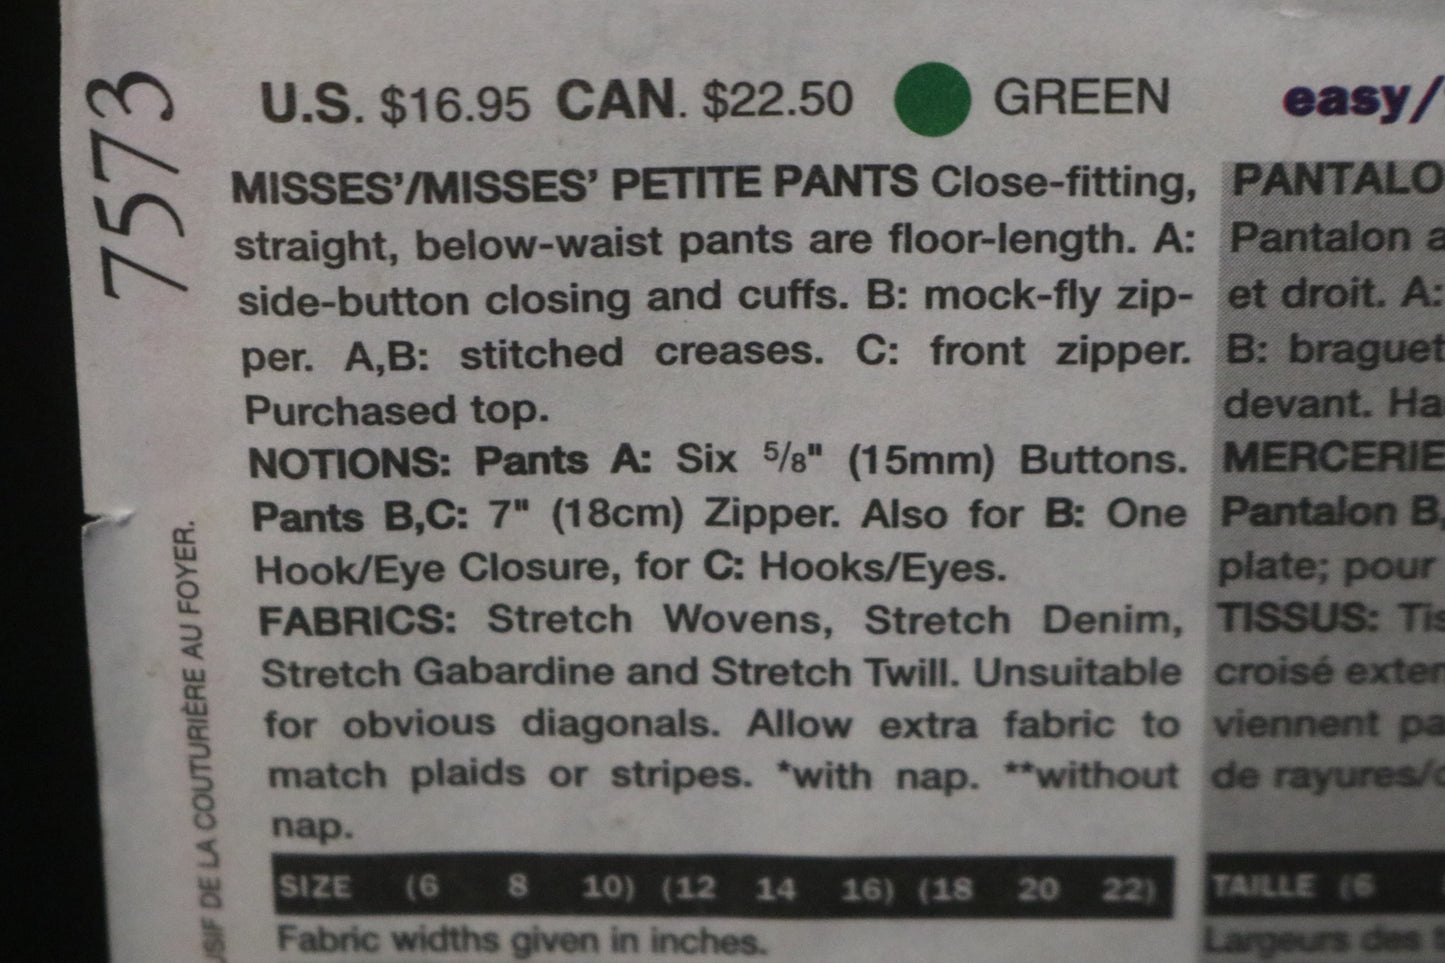 7573
U.S. $16.95 CAN. $22.50 GREEN easy/
MISSES'/MISSES' PETITE PANTS Close-fitting,
straight, below-waist pants are floor-length. A:
side-button closing and cuffs. B: mock-fly zip-
per. A,B: stitched creases. C: front zipper.
Purchased top.
NOTIONS: Pants A: Six 5/8" (15mm) Buttons.
Pants B,C: 7" (18cm) Zipper. Also for B: One
Hook/Eye Closure, for C: Hooks/Eyes.
FABRICS: Stretch Wovens, Stretch Denim,
Stretch Gabardine and Stretch Twill. Unsuitable
for obvious diagonals. Allow extra fabric to
match plaids or stripes. *with nap. **without
nap.
SIZE (6 8 10) (12 14 16) (18 20 22)
Fabric widths given in inches.
PANTALO
Pantalon a
et droit. A:
B: braguet
devant. Ha
MERCERIE
Pantalon B,
plate; pour
TISSUS: Tis
croisé exter
viennent pa
de rayures/
TAILLE (6
Largeurs des
USIF DE LA COUTURIÈRE AU FOYER.